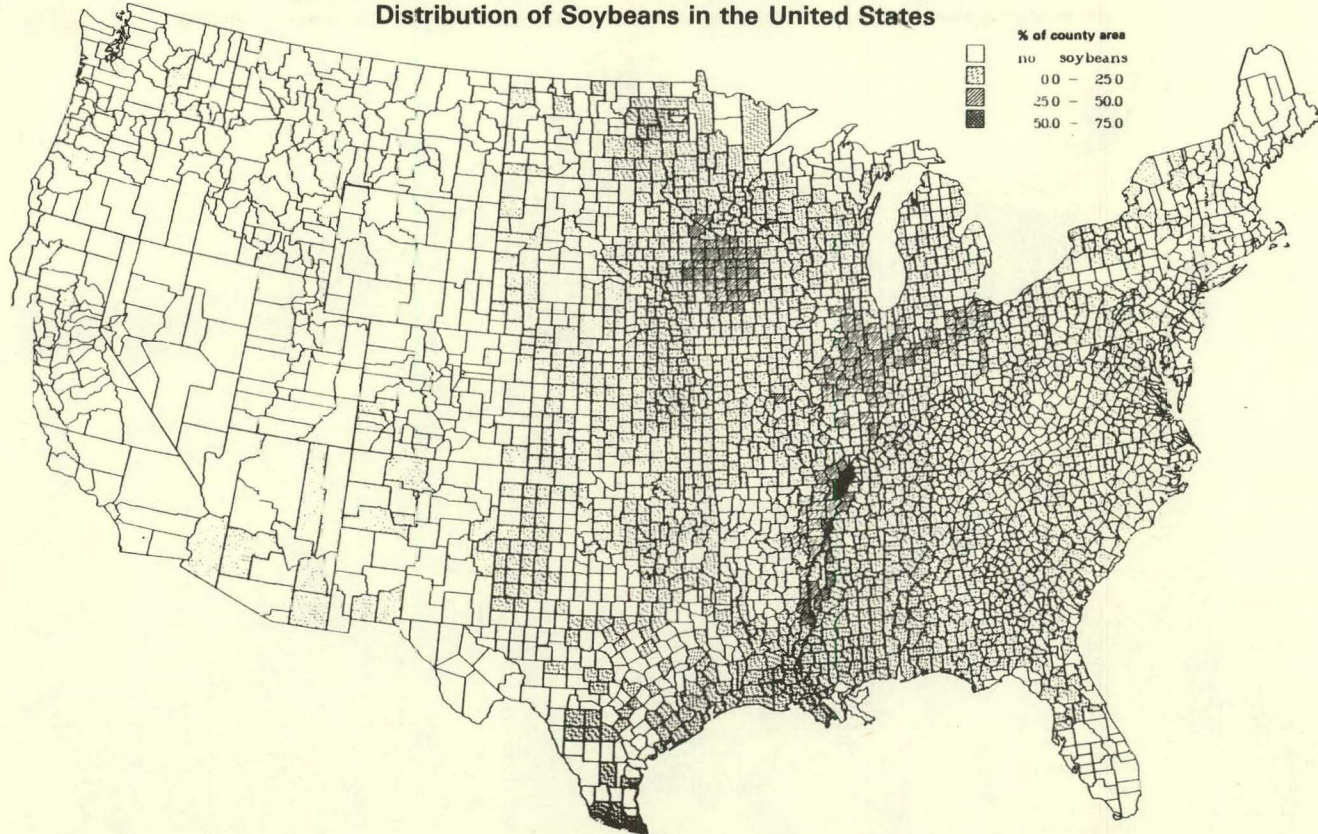 Distribution of Soybeans in the United States
% of county area
no soybeans
0.0 – 25.0
25.0 – 50.0
50.0 – 75.0